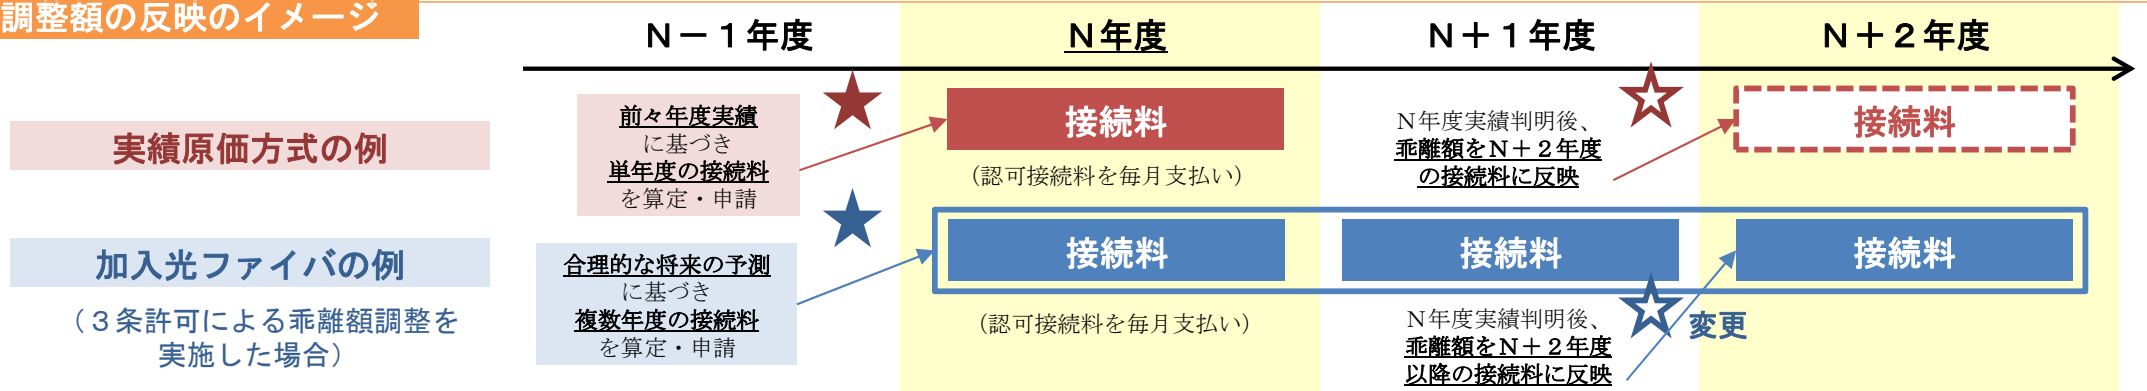 調整額の反映のイメージ
Ｎ－１年度
Ｎ年度
Ｎ＋１年度
Ｎ＋２年度
実績原価方式の例
前々年度実績
に基づき
単年度の接続料
を算定・申請
接続料
（認可接続料を毎月支払い）
Ｎ年度実績判明後、
乖離額をＮ＋２年度
の接続料に反映
接続料
加入光ファイバの例
（３条許可による乖離額調整を
実施した場合）
合理的な将来の予測
に基づき
複数年度の接続料
を算定・申請
接続料
接続料
接続料
（認可接続料を毎月支払い）
Ｎ年度実績判明後、
乖離額をＮ＋２年度
以降の接続料に反映
変更